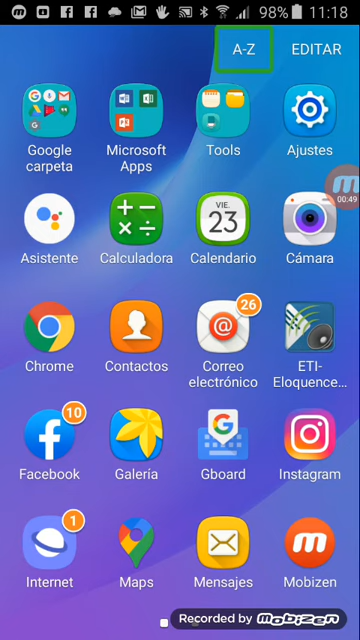 98% 11:18
A-Z EDITAR
Google carpeta
Microsoft Apps
Tools
Ajustes
00:49
Asistente
Calculadora
VIE.
23
Calendario
Cámara
Chrome
Contactos
26
Correo electrónico
ETI-Eloquence...
10
Facebook
Galería
Gboard
Instagram
1
Internet
Maps
Mensajes
Mobizen
Recorded by MOBIZEN